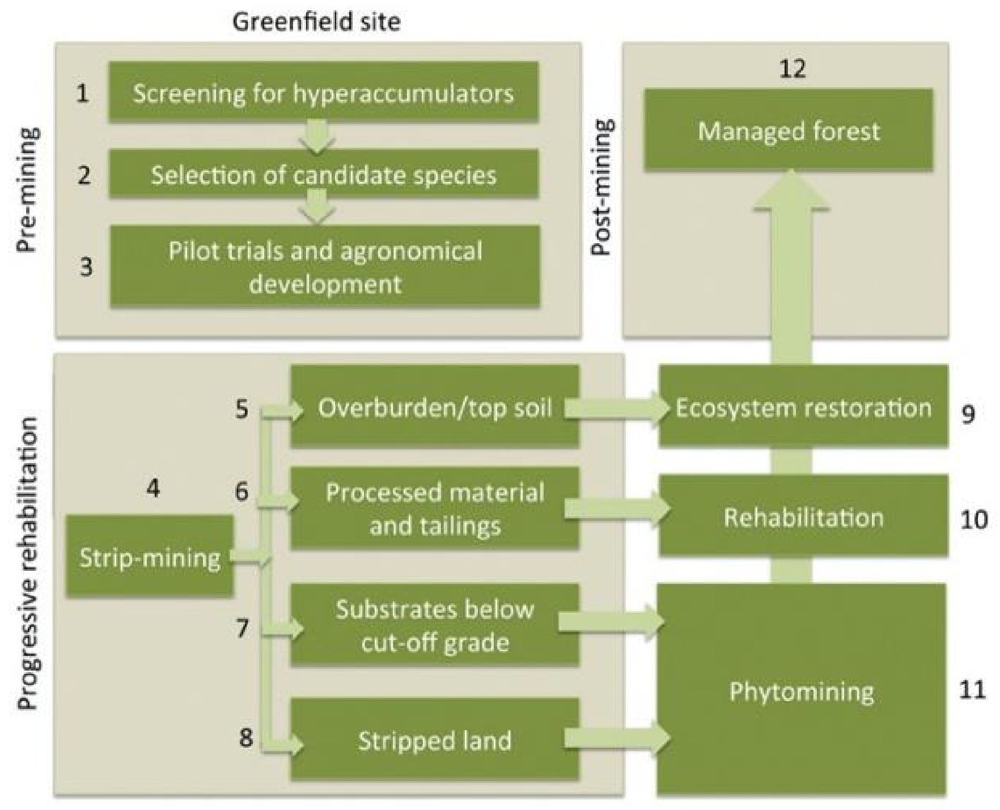 Greenfield site
Pre-mining
1
Screening for hyperaccumulators
2
Selection of candidate species
3
Pilot trials and agronomical
development
Post-mining
12
Managed forest
Progressive rehabilitation
4
Strip-mining
5
Overburden/top soil
6
Processed material
and tailings
7
Substrates below
cut-off grade
8
Stripped land
Ecosystem restoration
9
Rehabilitation
10
Phytomining
11